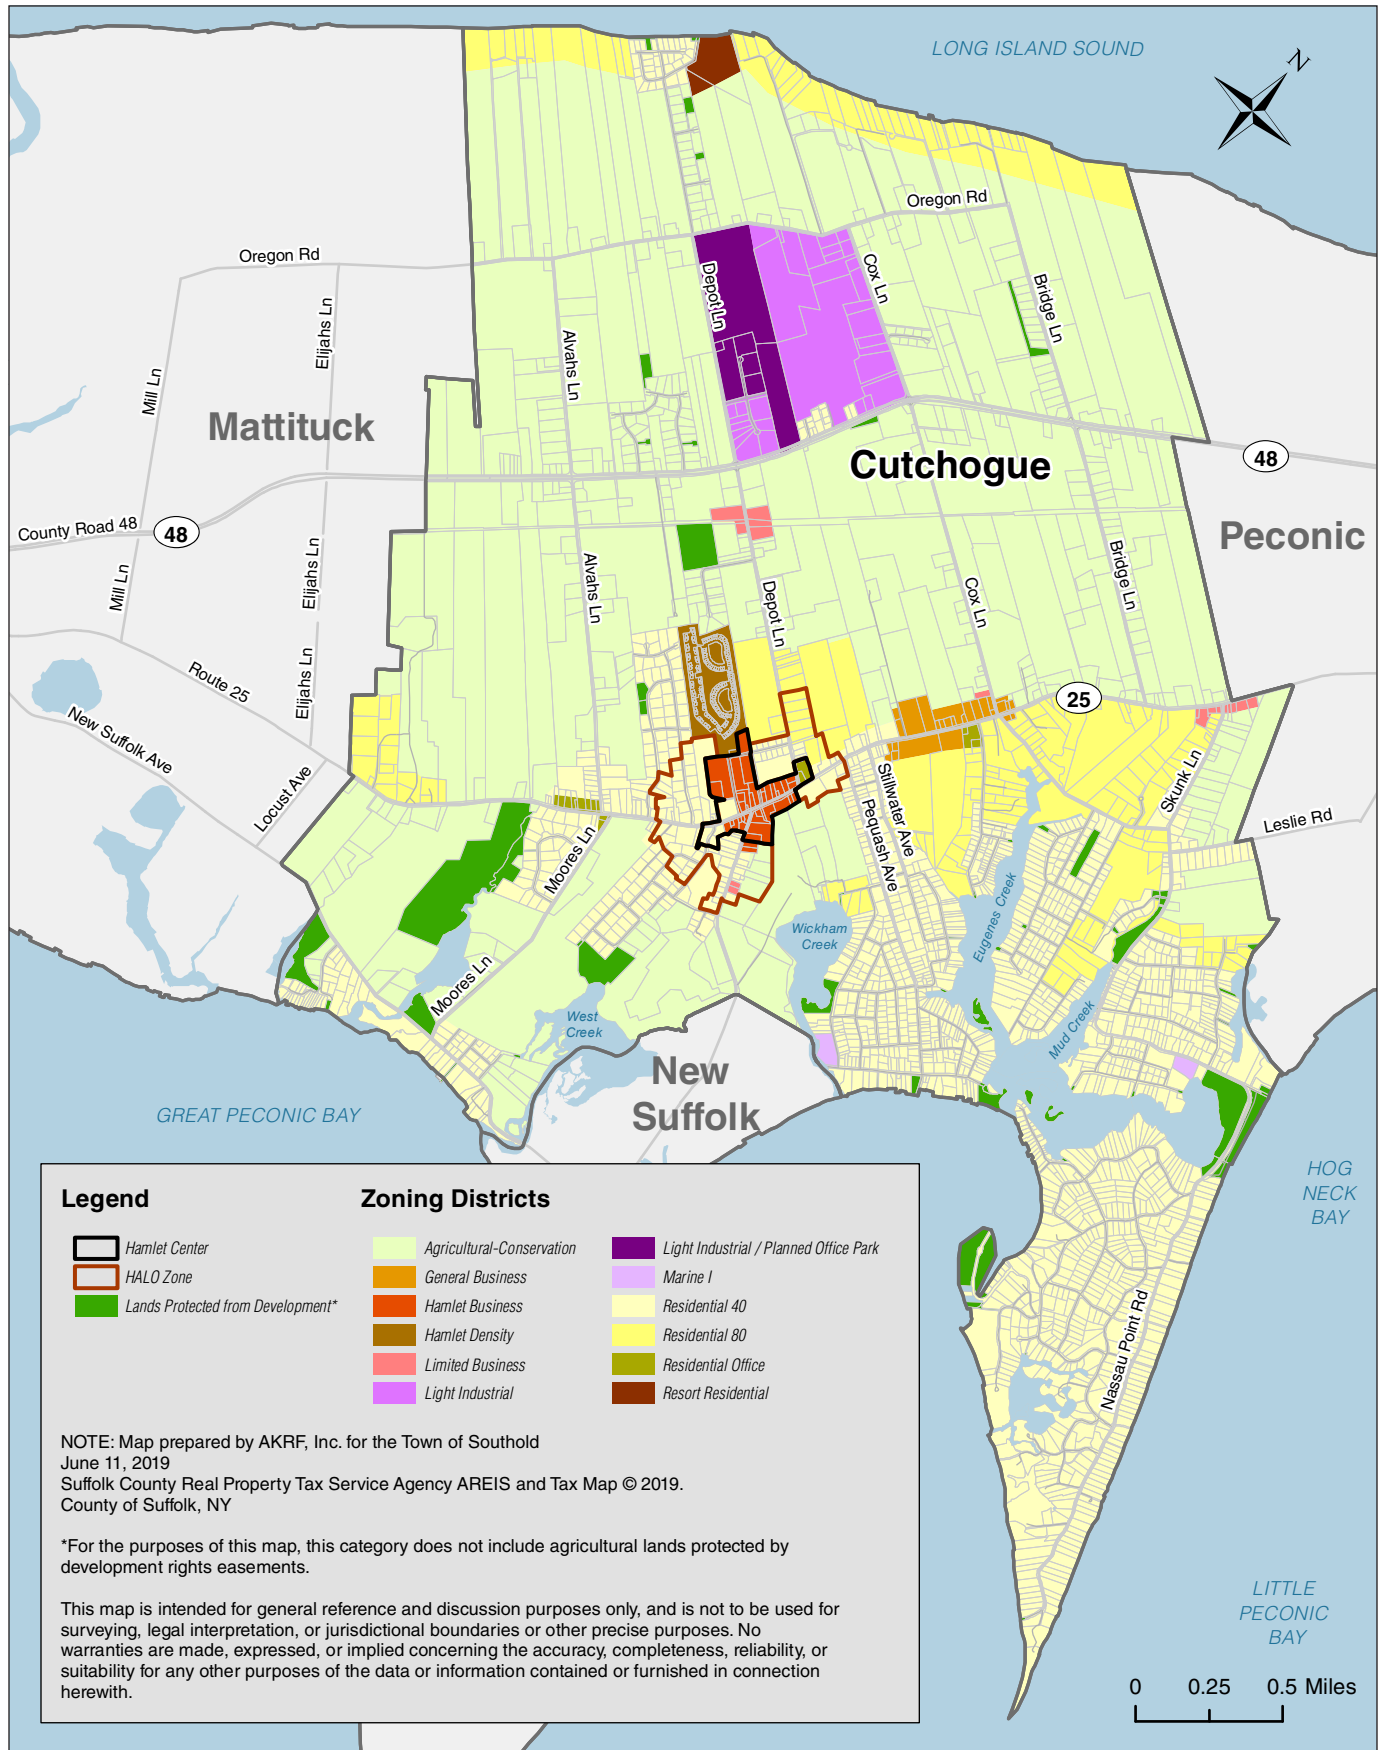 LONG ISLAND SOUND
N
Oregon Rd
Oregon Rd
Depot Ln
Cox Ln
Bridge Ln
Elijahs Ln
Alvahs Ln
Mill Ln
Mattituck
Cutchogue
48
Peconic
County Road 48
48
Mill Ln
Elijahs Ln
Alvahs Ln
Depot Ln
Cox Ln
Bridge Ln
Route 25
Elijahs Ln
25
New Suffolk Ave
Locust Ave
Skunk Ln
Stillwater Ave
Pequash Ave
Leslie Rd
Moores Ln
Wickham
Creek
Eugenes Creek
Moores Ln
West
Creek
Mud Creek
New
Suffolk
GREAT PECONIC BAY
HOG
NECK
BAY
Nassau Point Rd
LITTLE
PECONIC
BAY
Legend
Hamlet Center
HALO Zone
Lands Protected from Development*
Zoning Districts
Agricultural-Conservation
General Business
Hamlet Business
Hamlet Density
Limited Business
Light Industrial
Light Industrial / Planned Office Park
Marine I
Residential 40
Residential 80
Residential Office
Resort Residential
NOTE: Map prepared by AKRF, Inc. for the Town of Southold
June 11, 2019
Suffolk County Real Property Tax Service Agency AREIS and Tax Map © 2019.
County of Suffolk, NY
*For the purposes of this map, this category does not include agricultural lands protected by
development rights easements.
This map is intended for general reference and discussion purposes only, and is not to be used for
surveying, legal interpretation, or jurisdictional boundaries or other precise purposes. No
warranties are made, expressed, or implied concerning the accuracy, completeness, reliability, or
suitability for any other purposes of the data or information contained or furnished in connection
herewith.
0 0.25 0.5 Miles